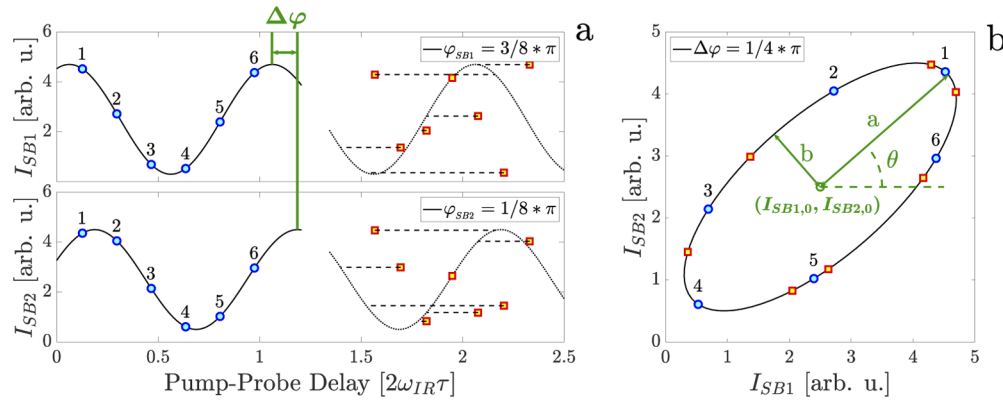 Δφ
a
6
4
2
0
I_SB1 [arb. u.]
1
2
3
4
5
6
φ_SB1 = 3/8 * π
6
4
2
0
I_SB2 [arb. u.]
1
2
3
4
5
6
φ_SB2 = 1/8 * π
0
0.5
1
1.5
2
2.5
Pump-Probe Delay [2ω_IRτ]
b
5
4
3
2
1
0
I_SB2 [arb. u.]
Δφ = 1/4 * π
1
2
3
4
5
6
a
b
θ
(I_SB1,0, I_SB2,0)
0
1
2
3
4
5
I_SB1 [arb. u.]